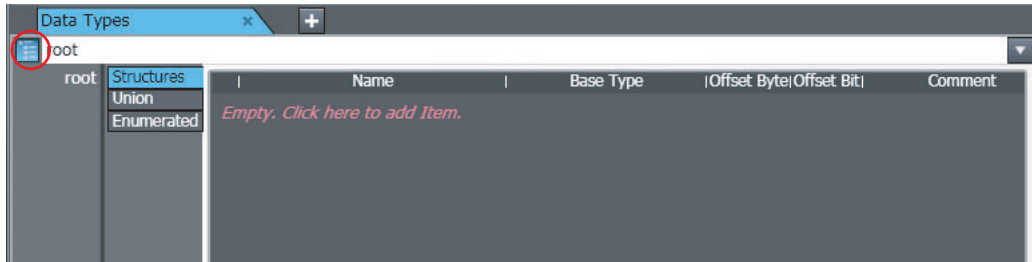 Data Types × +
root
root Structures Name Base Type Offset Byte Offset Bit Comment
Union
Enumerated Empty. Click here to add Item.